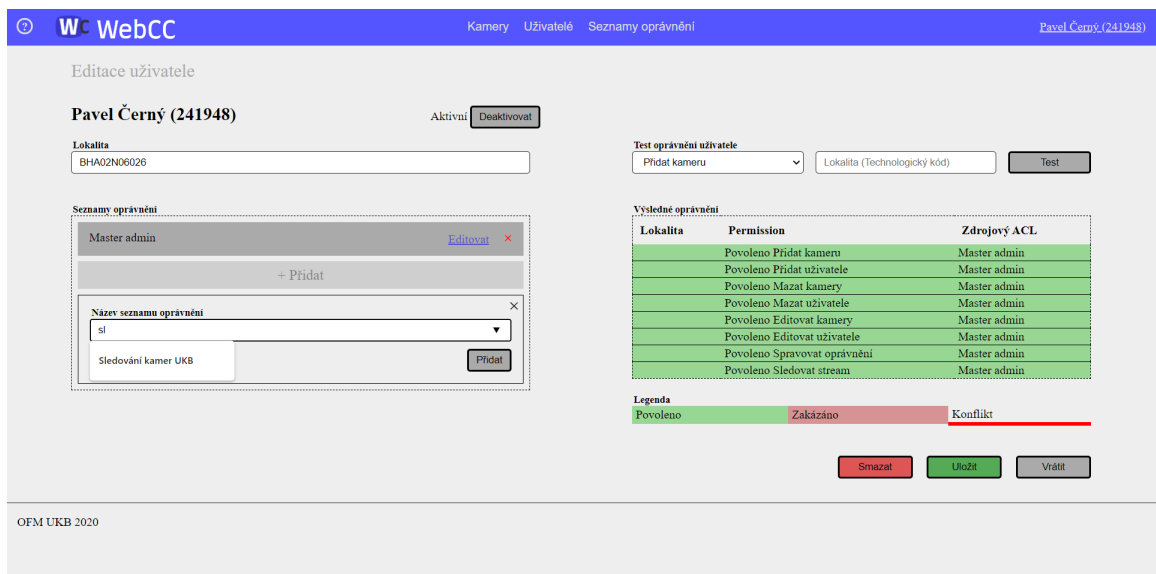 ? WC WebCC Kamery Uživatelé Seznamy oprávnění Pavel Černý (241948)
Editace uživatele
Pavel Černý (241948) Aktivní Deaktivovat
Lokalita
BHA02N06026
Seznamy oprávnění
Master admin Editovat ×
+ Přidat
×
Název seznamu oprávnění
sl
Sledování kamer UKB
Přidat
Test oprávnění uživatele
Přidat kameru Lokalita (Technologický kód) Test
Výsledné oprávnění
Lokalita Permission Zdrojový ACL
Povoleno Přidat kameru Master admin
Povoleno Přidat uživatele Master admin
Povoleno Mazat kamery Master admin
Povoleno Mazat uživatele Master admin
Povoleno Editovat kamery Master admin
Povoleno Editovat uživatele Master admin
Povoleno Spravovat oprávnění Master admin
Povoleno Sledovat stream Master admin
Legenda
Povoleno Zakázáno Konflikt
Smazat Uložit Vrátit
OFM UKB 2020